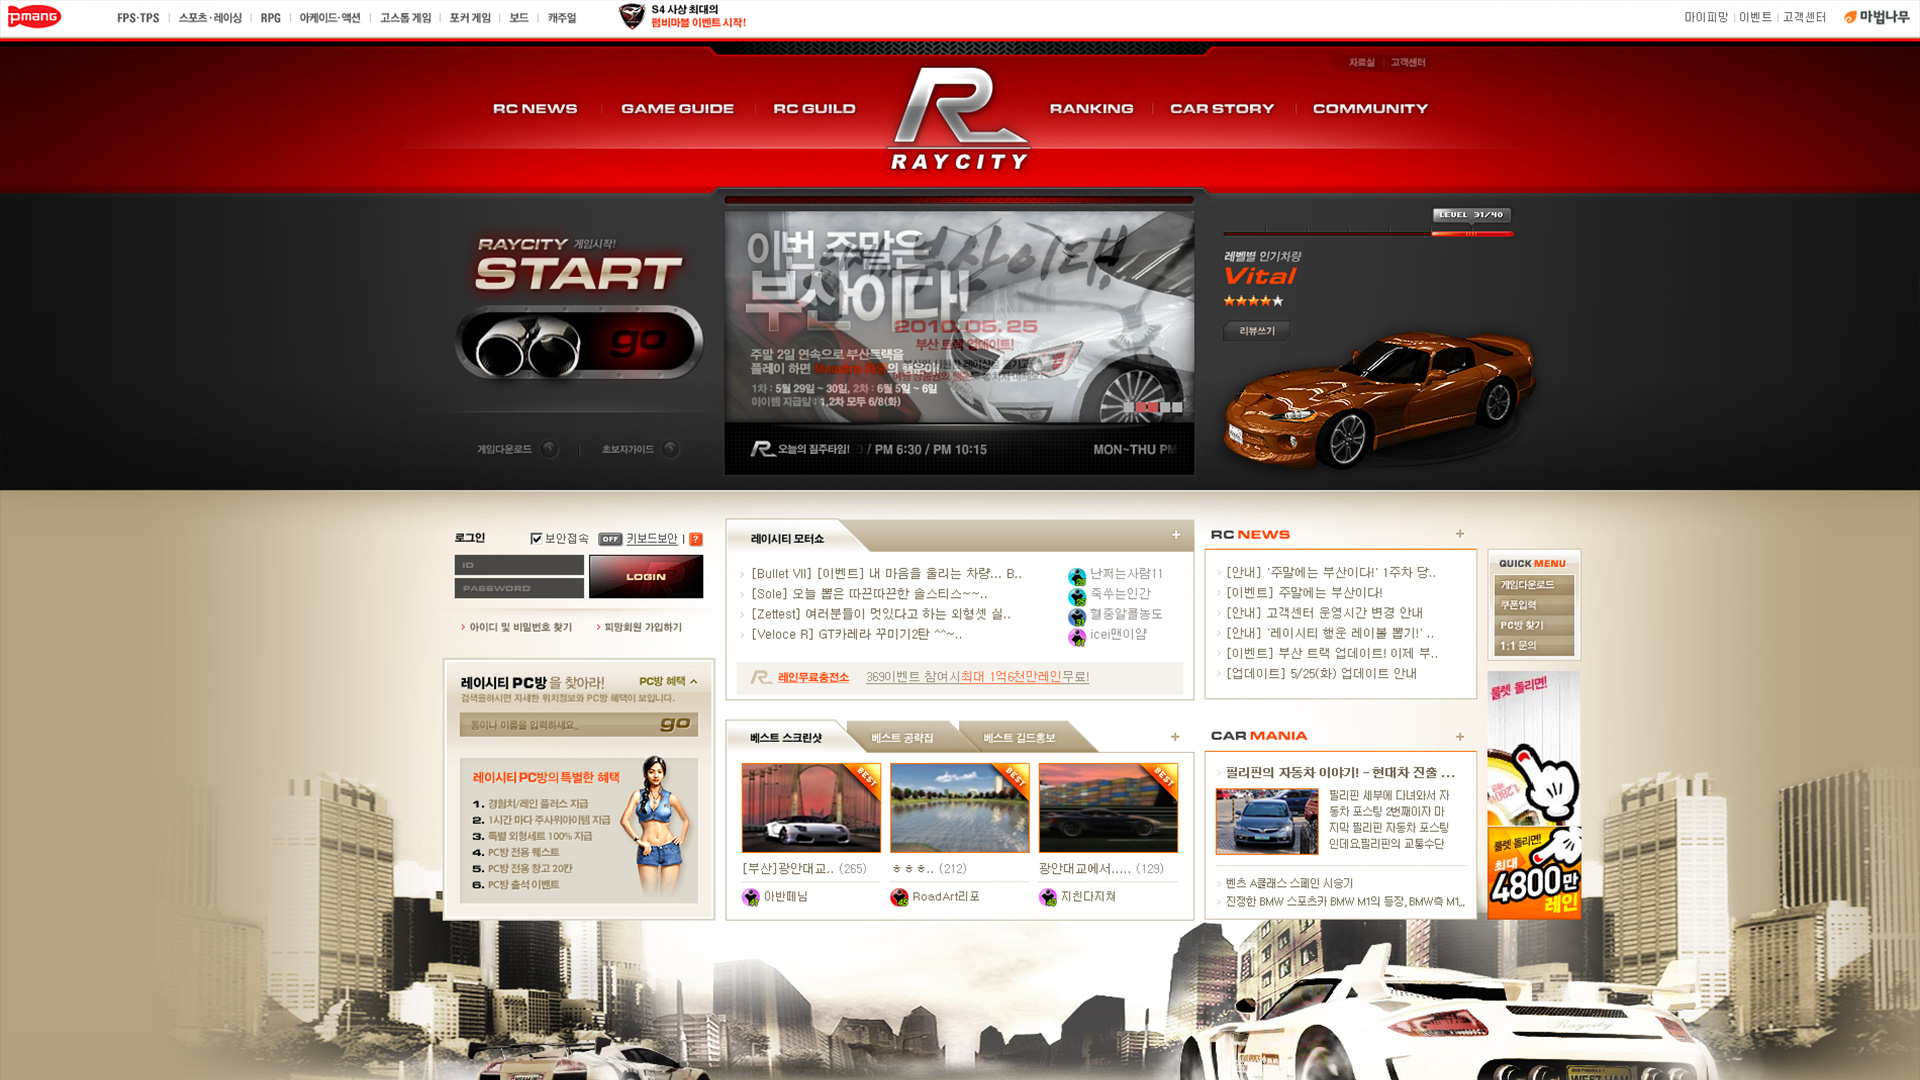 pmang
FPS·TPS
스포츠·레이싱
RPG
아케이드·액션
고스톱 게임
포커 게임
보드
캐주얼
S4 사상 최대의
펌비마블 이벤트 시작!
마이피망
이벤트
고객센터
마법나무
자료실
고객센터
RC NEWS
GAME GUIDE
RC GUILD
RAYCITY
RANKING
CAR STORY
COMMUNITY
RAYCITY 게임시작!
START
go
게임다운로드
초보자가이드
이번 주말은
부산이다!
2010.05.25
부산 트랙 업데이트!
주말 2일 연속으로 부산트랙을
플레이 하면
의 행운이!
1차 : 5월 29일 ~ 30일, 2차 : 6월 5일 ~ 6일
아이템 지급일 : 1,2차 모두 6/8(화)
오늘의 질주타임!
/ PM 6:30 / PM 10:15
MON~THU PM
LEVEL 31/40
레벨별 인기차량
Vital
리뷰쓰기
로그인
보안접속
OFF
키보드보안
?
ID
PASSWORD
LOGIN
아이디 및 비밀번호 찾기
피망회원 가입하기
레이시티 PC방을 찾아라!
PC방 혜택
검색을하시면 자세한 위치정보와 PC방 혜택이 보입니다.
동이나 이름을 입력하세요_
go
레이시티 PC방의 특별한 혜택
1. 경험치/레인 플러스 지급
2. 1시간 마다 주사위아이템 지급
3. 특별 외형세트 100% 지급
4. PC방 전용 퀘스트
5. PC방 전용 창고 20칸
6. PC방 출석 이벤트
레이시티 모터쇼
[Bullet VII] [이벤트] 내 마음을 울리는 차량... B..
난쩌는사람11
[Sole] 오늘 뽑은 따끈따끈한 솔스티스~~..
죽쑤는인간
[Zettest] 여러분들이 멋있다고 하는 외형셋 실..
혈중알콜농도
[Veloce R] GT카레라 꾸미기2탄 ^^~..
icei맨이얌
레인무료충전소
369이벤트 참여시최대 1억6천만레인무료!
베스트 스크린샷
베스트 공략집
베스트 길드홍보
BEST
BEST
BEST
[부산]광안대교.. (265)
ㅎㅎㅎ.. (212)
광안대교에서..... (129)
아반떼님
RoadArt리포
지친다지쳐
RC NEWS
[안내] '주말에는 부산이다!' 1주차 당..
[이벤트] 주말에는 부산이다!
[안내] 고객센터 운영시간 변경 안내
[안내] '레이시티 행운 레이볼 뽑기!' ..
[이벤트] 부산 트랙 업데이트! 이제 부..
[업데이트] 5/25(화) 업데이트 안내
CAR MANIA
필리핀의 자동차 이야기! - 현대차 진출 ...
필리핀 세부에 다녀와서 자
동차 포스팅 2번째이자 마
지막 필리핀 자동차 포스팅
인데요필리핀의 교통수단
벤츠 A클래스 스페인 시승기
진정한 BMW 스포츠카 BMW M1의 등장, BMW측 M1...
QUICK MENU
게임다운로드
쿠폰입력
PC방 찾기
1:1 문의
룰렛 돌리면!
룰렛 돌리면!
최대
4800만
레인
Raycity